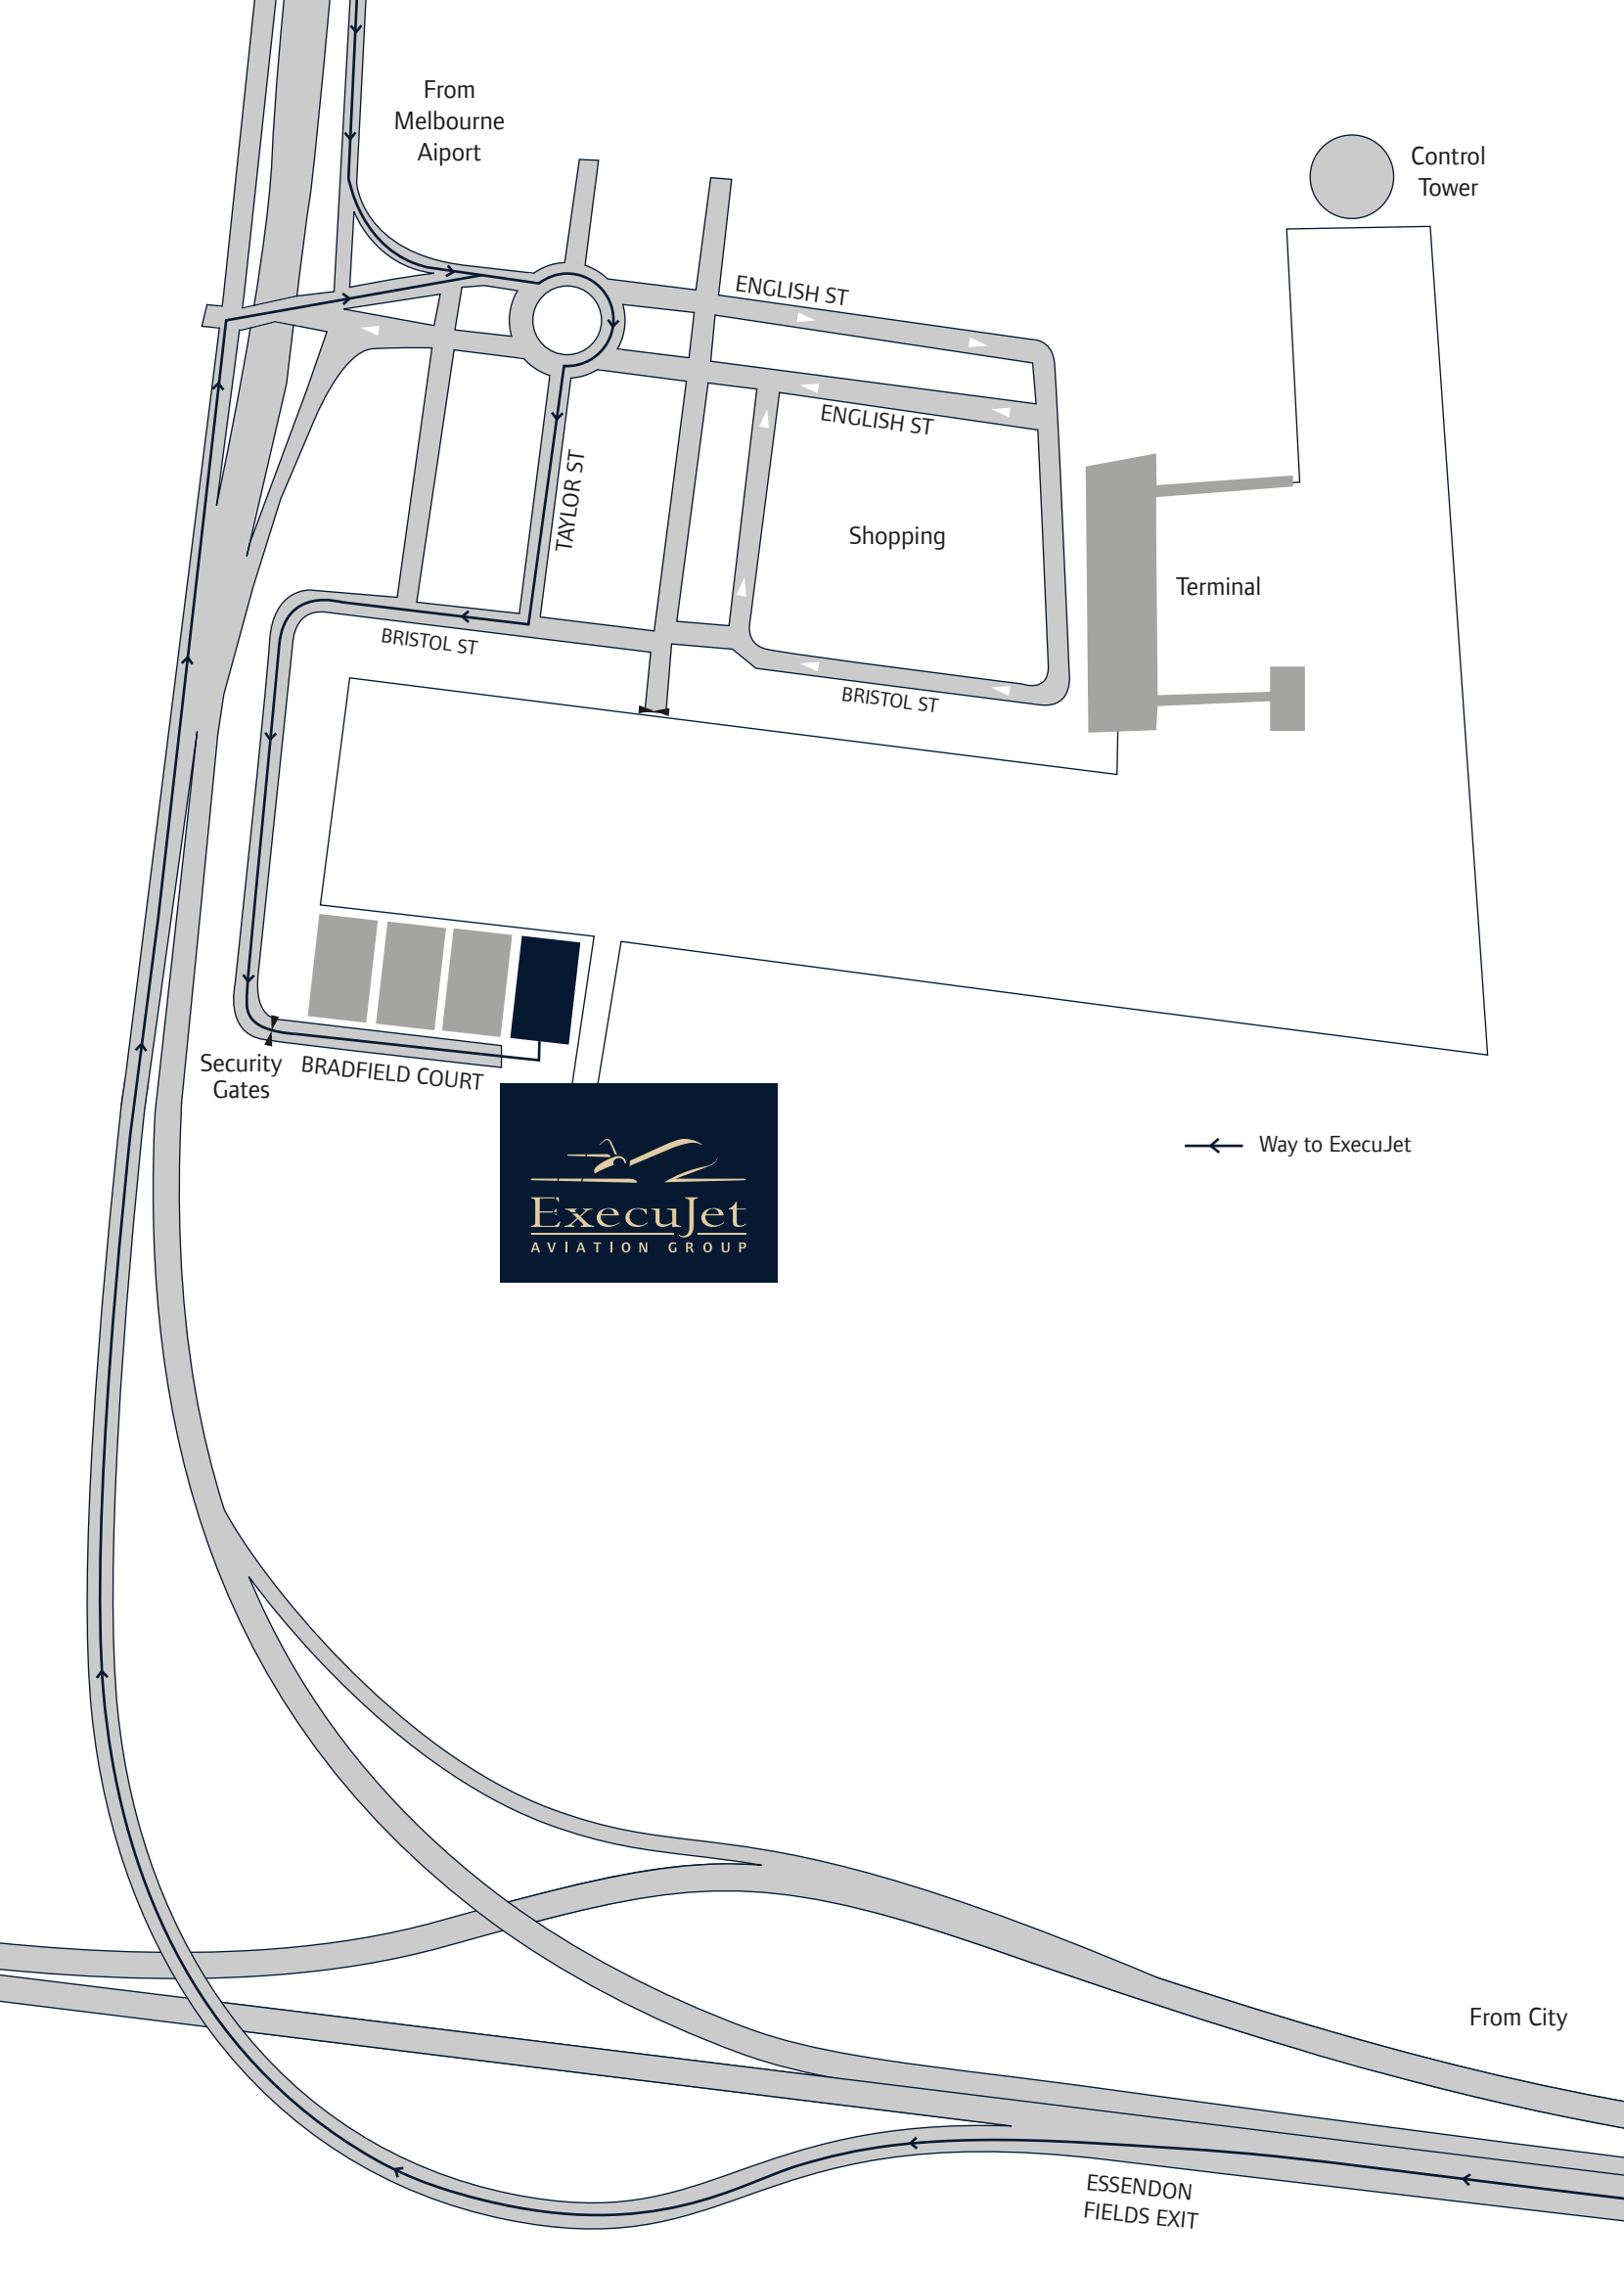 From
Melbourne
Aiport
Control
Tower
ENGLISH ST
ENGLISH ST
TAYLOR ST
Shopping
Terminal
BRISTOL ST
BRISTOL ST
Security
Gates
BRADFIELD COURT
Way to ExecuJet
ExecuJet
AVIATION GROUP
From City
ESSENDON
FIELDS EXIT